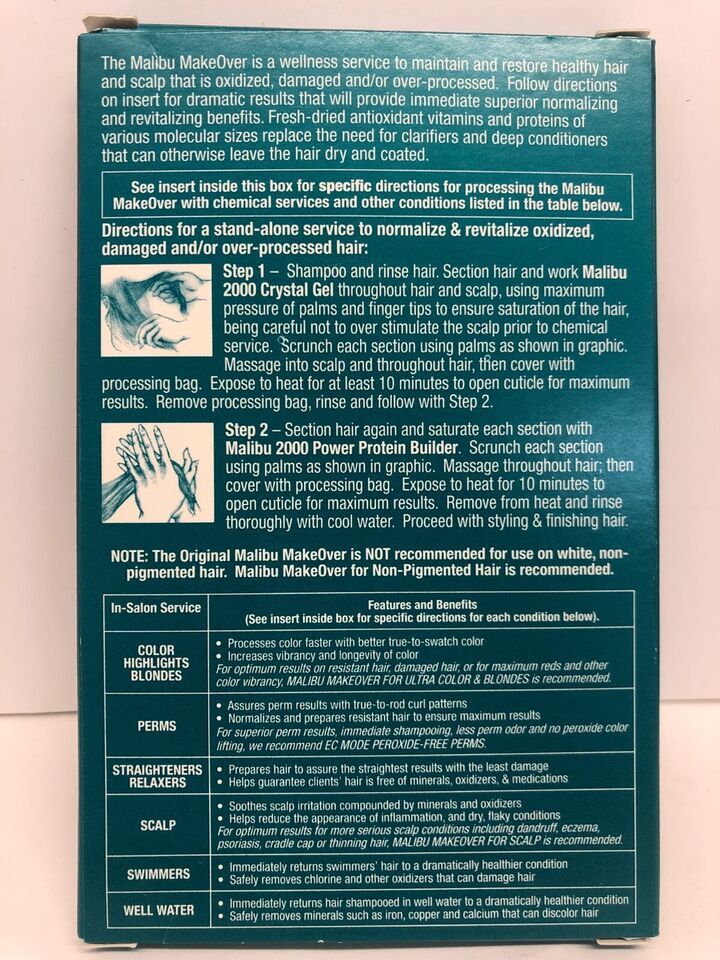 The Malibu MakeOver is a wellness service to maintain and restore healthy hair
and scalp that is oxidized, damaged and/or over-processed. Follow directions
on insert for dramatic results that will provide immediate superior normalizing
and revitalizing benefits. Fresh-dried antioxidant vitamins and proteins of
various molecular sizes replace the need for clarifiers and deep conditioners
that can otherwise leave the hair dry and coated.
See insert inside this box for specific directions for processing the Malibu
MakeOver with chemical services and other conditions listed in the table below.
Directions for a stand-alone service to normalize & revitalize oxidized,
damaged and/or over-processed hair:
Step 1 – Shampoo and rinse hair. Section hair and work Malibu
2000 Crystal Gel throughout hair and scalp, using maximum
pressure of palms and finger tips to ensure saturation of the hair,
being careful not to over stimulate the scalp prior to chemical
service. Scrunch each section using palms as shown in graphic.
Massage into scalp and throughout hair, then cover with
processing bag. Expose to heat for at least 10 minutes to open cuticle for maximum
results. Remove processing bag, rinse and follow with Step 2.
Step 2 – Section hair again and saturate each section with
Malibu 2000 Power Protein Builder. Scrunch each section
using palms as shown in graphic. Massage throughout hair; then
cover with processing bag. Expose to heat for 10 minutes to
open cuticle for maximum results. Remove from heat and rinse
thoroughly with cool water. Proceed with styling & finishing hair.
NOTE: The Original Malibu MakeOver is NOT recommended for use on white, non-
pigmented hair. Malibu MakeOver for Non-Pigmented Hair is recommended.
In-Salon Service
Features and Benefits
(See insert inside box for specific directions for each condition below).
COLOR
HIGHLIGHTS
BLONDES
• Processes color faster with better true-to-swatch color
• Increases vibrancy and longevity of color
For optimum results on resistant hair, damaged hair, or for maximum reds and other
color vibrancy, MALIBU MAKEOVER FOR ULTRA COLOR & BLONDES is recommended.
PERMS
• Assures perm results with true-to-rod curl patterns
• Normalizes and prepares resistant hair to ensure maximum results
For superior perm results, immediate shampooing, less perm odor and no peroxide color
lifting, we recommend EC MODE PEROXIDE-FREE PERMS.
STRAIGHTENERS
RELAXERS
• Prepares hair to assure the straightest results with the least damage
• Helps guarantee clients' hair is free of minerals, oxidizers, & medications
SCALP
• Soothes scalp irritation compounded by minerals and oxidizers
• Helps reduce the appearance of inflammation, and dry, flaky conditions
For optimum results for more serious scalp conditions including dandruff, eczema,
psoriasis, cradle cap or thinning hair, MALIBU MAKEOVER FOR SCALP is recommended.
SWIMMERS
• Immediately returns swimmers' hair to a dramatically healthier condition
• Safely removes chlorine and other oxidizers that can damage hair
WELL WATER
• Immediately returns hair shampooed in well water to a dramatically healthier condition
• Safely removes minerals such as iron, copper and calcium that can discolor hair